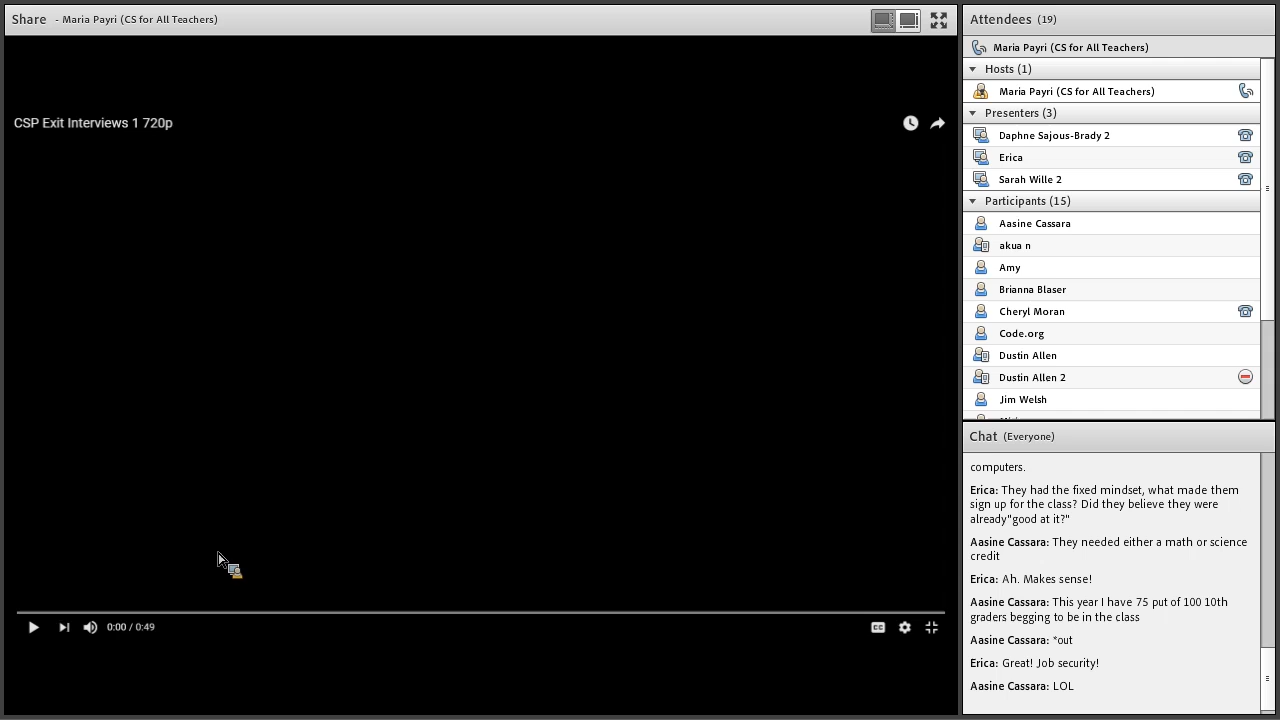 Share - Maria Payri (CS for All Teachers)
CSP Exit Interviews 1 720p
0:00 / 0:49
CC
Attendees (19)
Maria Payri (CS for All Teachers)
Hosts (1)
Maria Payri (CS for All Teachers)
Presenters (3)
Daphne Sajous-Brady 2
Erica
Sarah Wille 2
Participants (15)
Aasine Cassara
akua n
Amy
Brianna Blaser
Cheryl Moran
Code.org
Dustin Allen
Dustin Allen 2
Jim Welsh
Chat (Everyone)
computers.
Erica: They had the fixed mindset, what made them
sign up for the class? Did they believe they were
already"good at it?"
Aasine Cassara: They needed either a math or science
credit
Erica: Ah. Makes sense!
Aasine Cassara: This year I have 75 put of 100 10th
graders begging to be in the class
Aasine Cassara: *out
Erica: Great! Job security!
Aasine Cassara: LOL